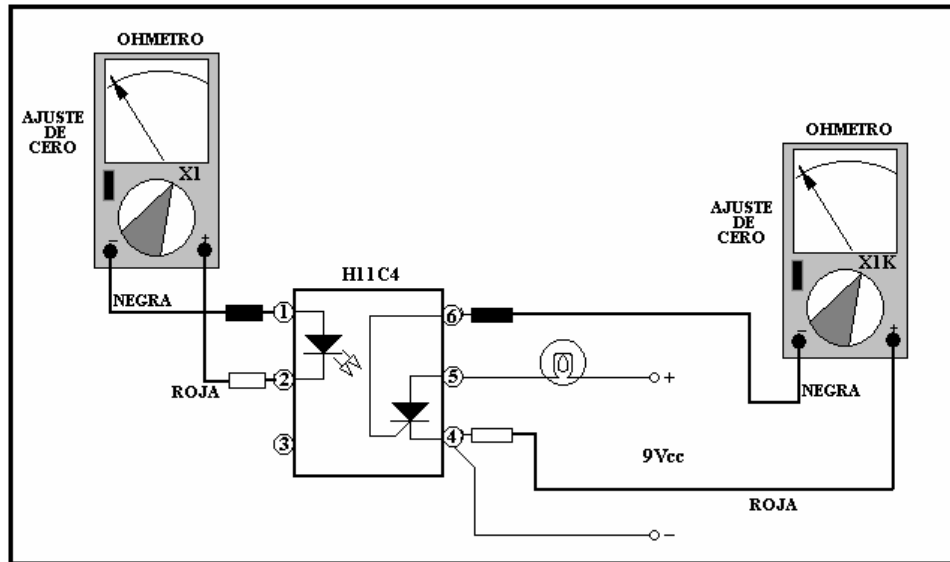 OHMETRO
AJUSTE
DE
CERO
X1
−
+
NEGRA
ROJA
H11C4
1
2
3
6
5
4
+
9Vcc
−
OHMETRO
AJUSTE
DE
CERO
X1K
−
+
NEGRA
ROJA